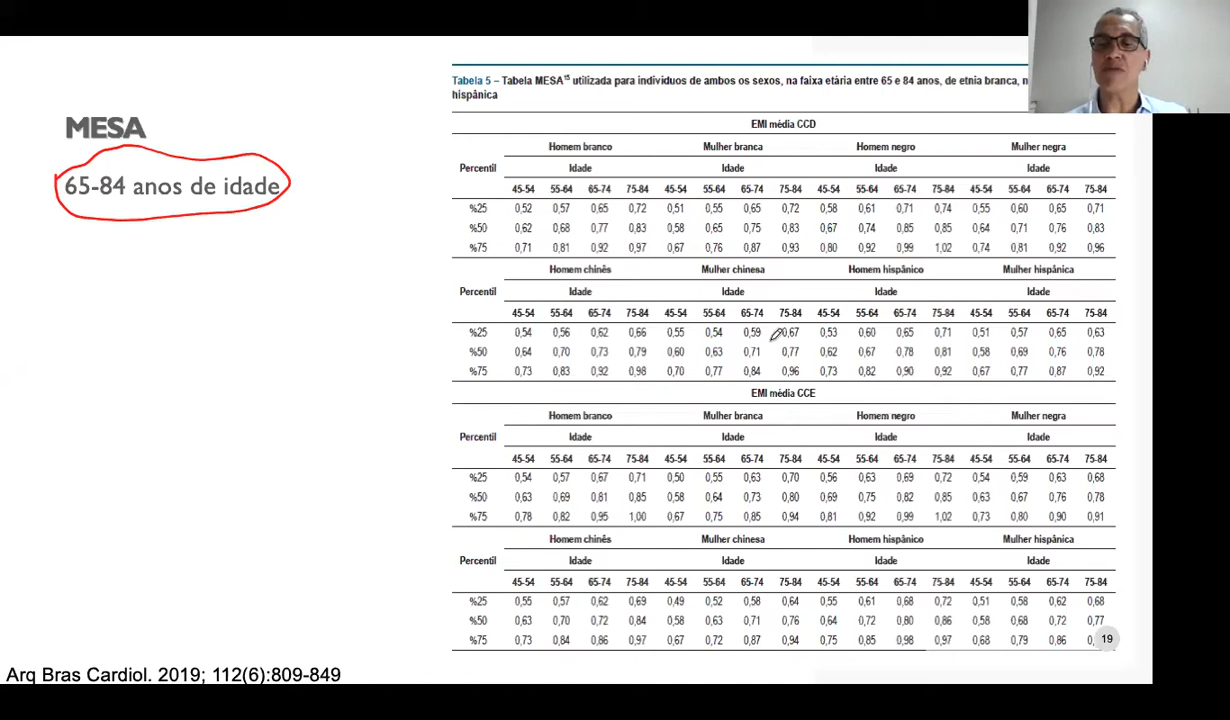 MESA
65-84 anos de idade
Tabela 5 – Tabela MESA15 utilizada para indivíduos de ambos os sexos, na faixa etária entre 65 e 84 anos, de etnia branca,
hispânica
EMI média CCD
Homem branco Mulher branca Homem negro Mulher negra
Percentil Idade Idade Idade Idade
45-54 55-64 65-74 75-84 45-54 55-64 65-74 75-84 45-54 55-64 65-74 75-84 45-54 55-64 65-74 75-84
%25 0,52 0,57 0,65 0,72 0,51 0,55 0,65 0,72 0,58 0,61 0,71 0,74 0,55 0,60 0,65 0,71
%50 0,62 0,68 0,77 0,83 0,58 0,65 0,75 0,83 0,67 0,74 0,85 0,85 0,64 0,71 0,76 0,83
%75 0,71 0,81 0,92 0,97 0,67 0,76 0,87 0,93 0,80 0,92 0,99 1,02 0,74 0,81 0,92 0,96
Homem chinês Mulher chinesa Homem hispânico Mulher hispânica
Percentil Idade Idade Idade Idade
45-54 55-64 65-74 75-84 45-54 55-64 65-74 75-84 45-54 55-64 65-74 75-84 45-54 55-64 65-74 75-84
%25 0,54 0,56 0,62 0,66 0,55 0,54 0,59 0,67 0,53 0,60 0,65 0,71 0,51 0,57 0,65 0,63
%50 0,64 0,70 0,73 0,79 0,60 0,63 0,71 0,77 0,62 0,67 0,78 0,81 0,58 0,69 0,76 0,78
%75 0,73 0,83 0,92 0,98 0,70 0,77 0,84 0,96 0,73 0,82 0,90 0,92 0,67 0,77 0,87 0,92
EMI média CCE
Homem branco Mulher branca Homem negro Mulher negra
Percentil Idade Idade Idade Idade
45-54 55-64 65-74 75-84 45-54 55-64 65-74 75-84 45-54 55-64 65-74 75-84 45-54 55-64 65-74 75-84
%25 0,54 0,57 0,67 0,71 0,50 0,55 0,63 0,70 0,56 0,63 0,69 0,72 0,54 0,59 0,63 0,68
%50 0,63 0,69 0,81 0,85 0,58 0,64 0,73 0,80 0,69 0,75 0,82 0,85 0,63 0,67 0,76 0,78
%75 0,78 0,82 0,95 1,00 0,67 0,75 0,85 0,94 0,81 0,92 0,99 1,02 0,73 0,80 0,90 0,91
Homem chinês Mulher chinesa Homem hispânico Mulher hispânica
Percentil Idade Idade Idade Idade
45-54 55-64 65-74 75-84 45-54 55-64 65-74 75-84 45-54 55-64 65-74 75-84 45-54 55-64 65-74 75-84
%25 0,55 0,57 0,62 0,69 0,49 0,52 0,58 0,64 0,55 0,61 0,68 0,72 0,51 0,58 0,62 0,68
%50 0,63 0,70 0,72 0,84 0,58 0,63 0,71 0,76 0,64 0,72 0,80 0,86 0,58 0,68 0,72 0,77
%75 0,73 0,84 0,86 0,97 0,67 0,72 0,87 0,94 0,75 0,85 0,98 0,97 0,68 0,79 0,86
19
Arq Bras Cardiol. 2019; 112(6):809-849